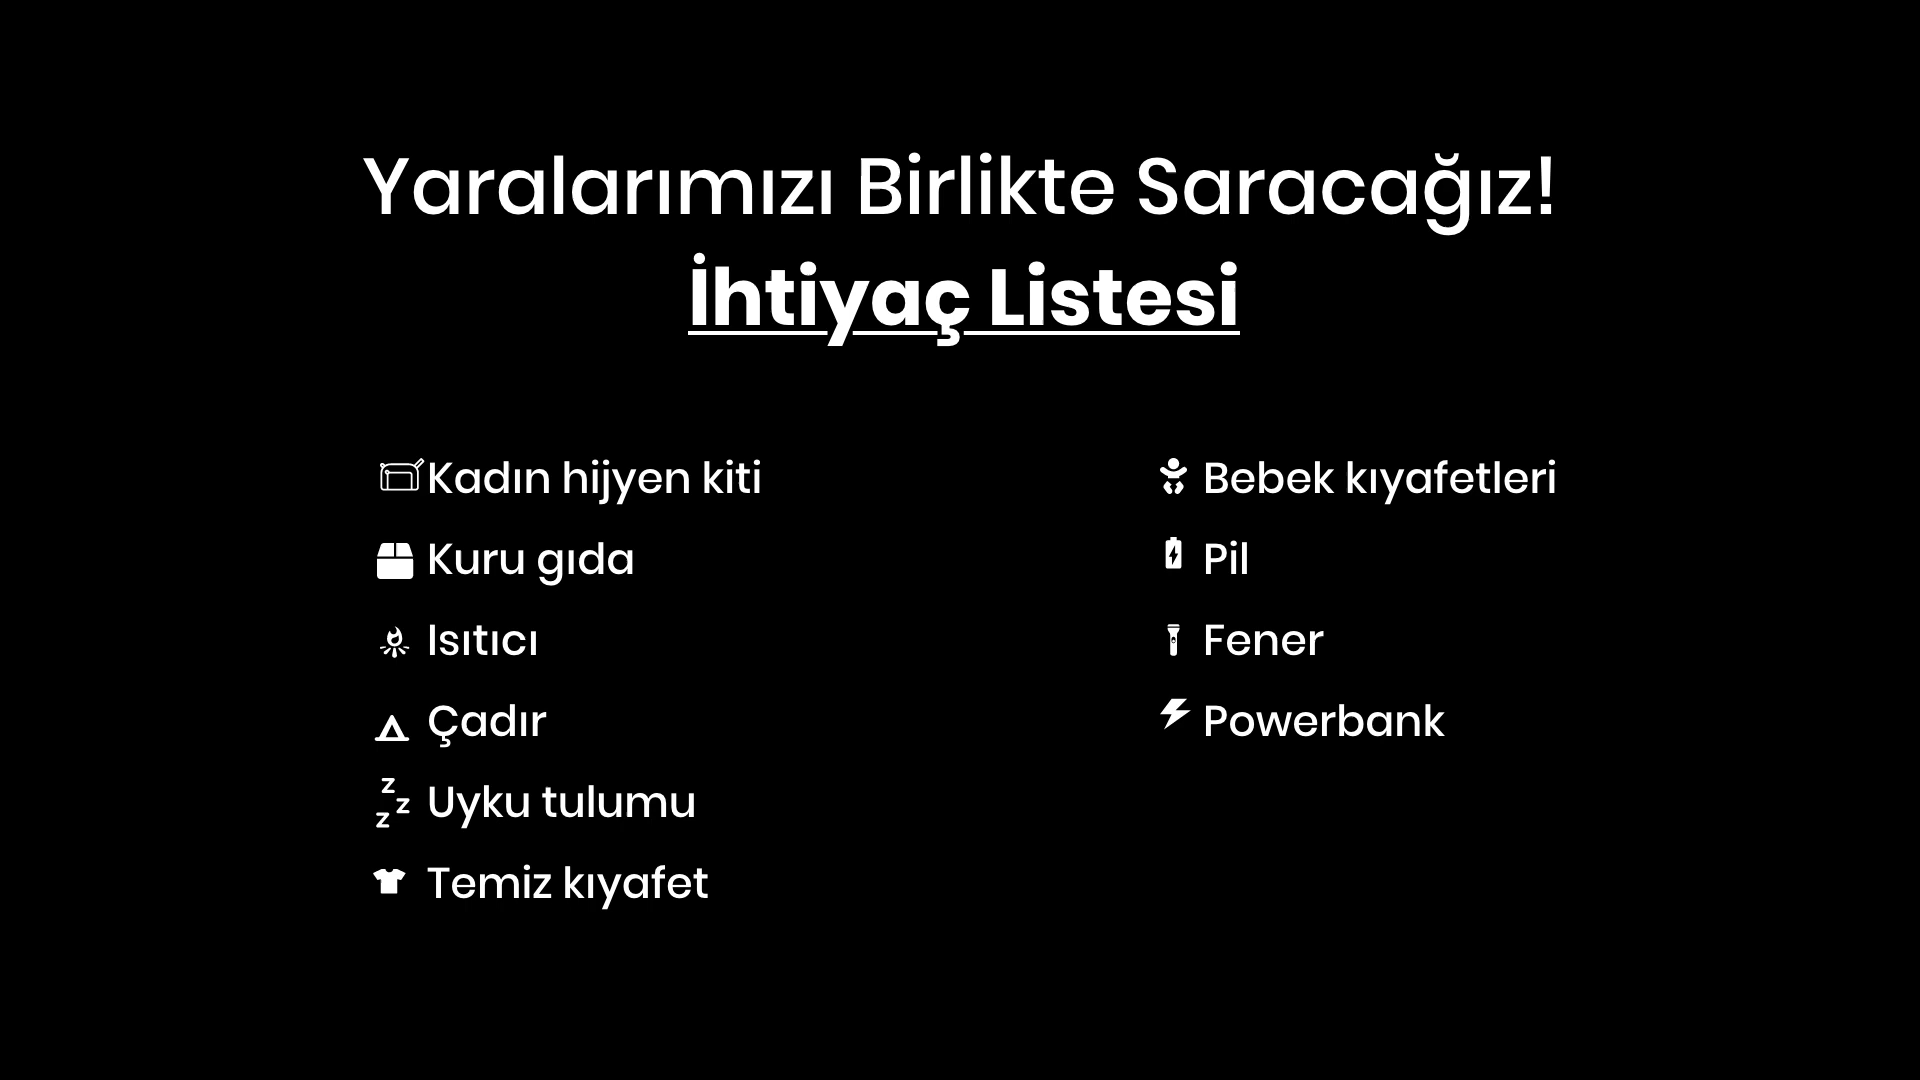 Yaralarımızı Birlikte Saracağız!
İhtiyaç Listesi
Kadın hijyen kiti
Kuru gıda
Isıtıcı
Çadır
Uyku tulumu
Temiz kıyafet
Bebek kıyafetleri
Pil
Fener
Powerbank